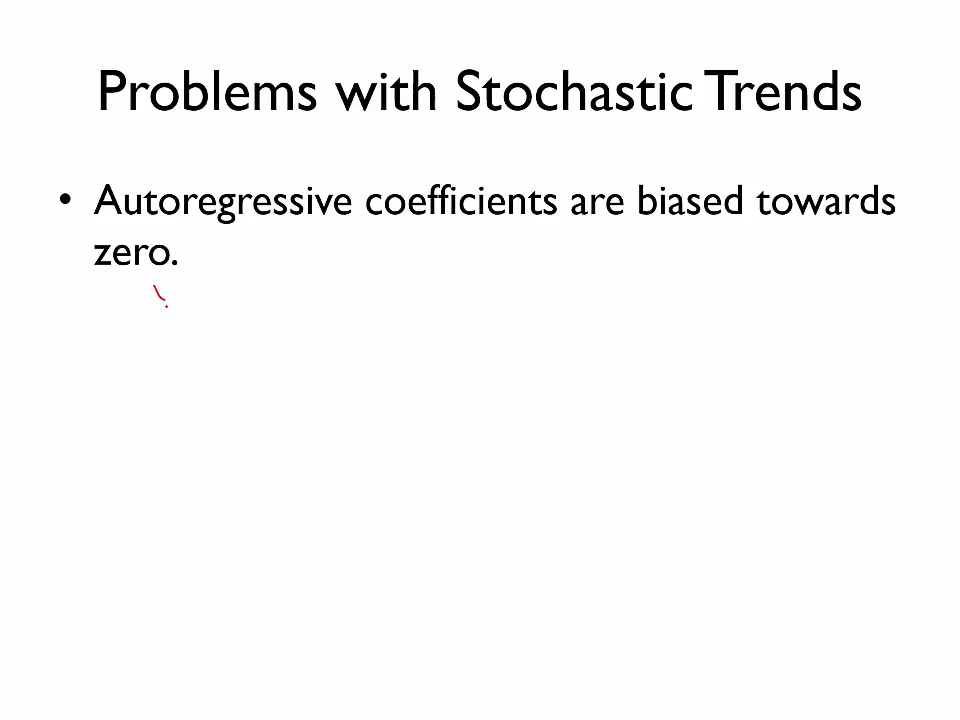 Problems with Stochastic Trends
• Autoregressive coefficients are biased towards
zero.